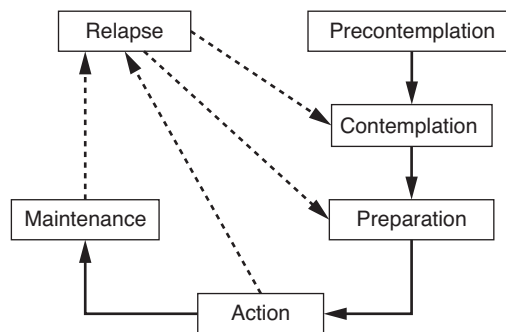 Relapse
Precontemplation
Contemplation
Maintenance
Preparation
Action